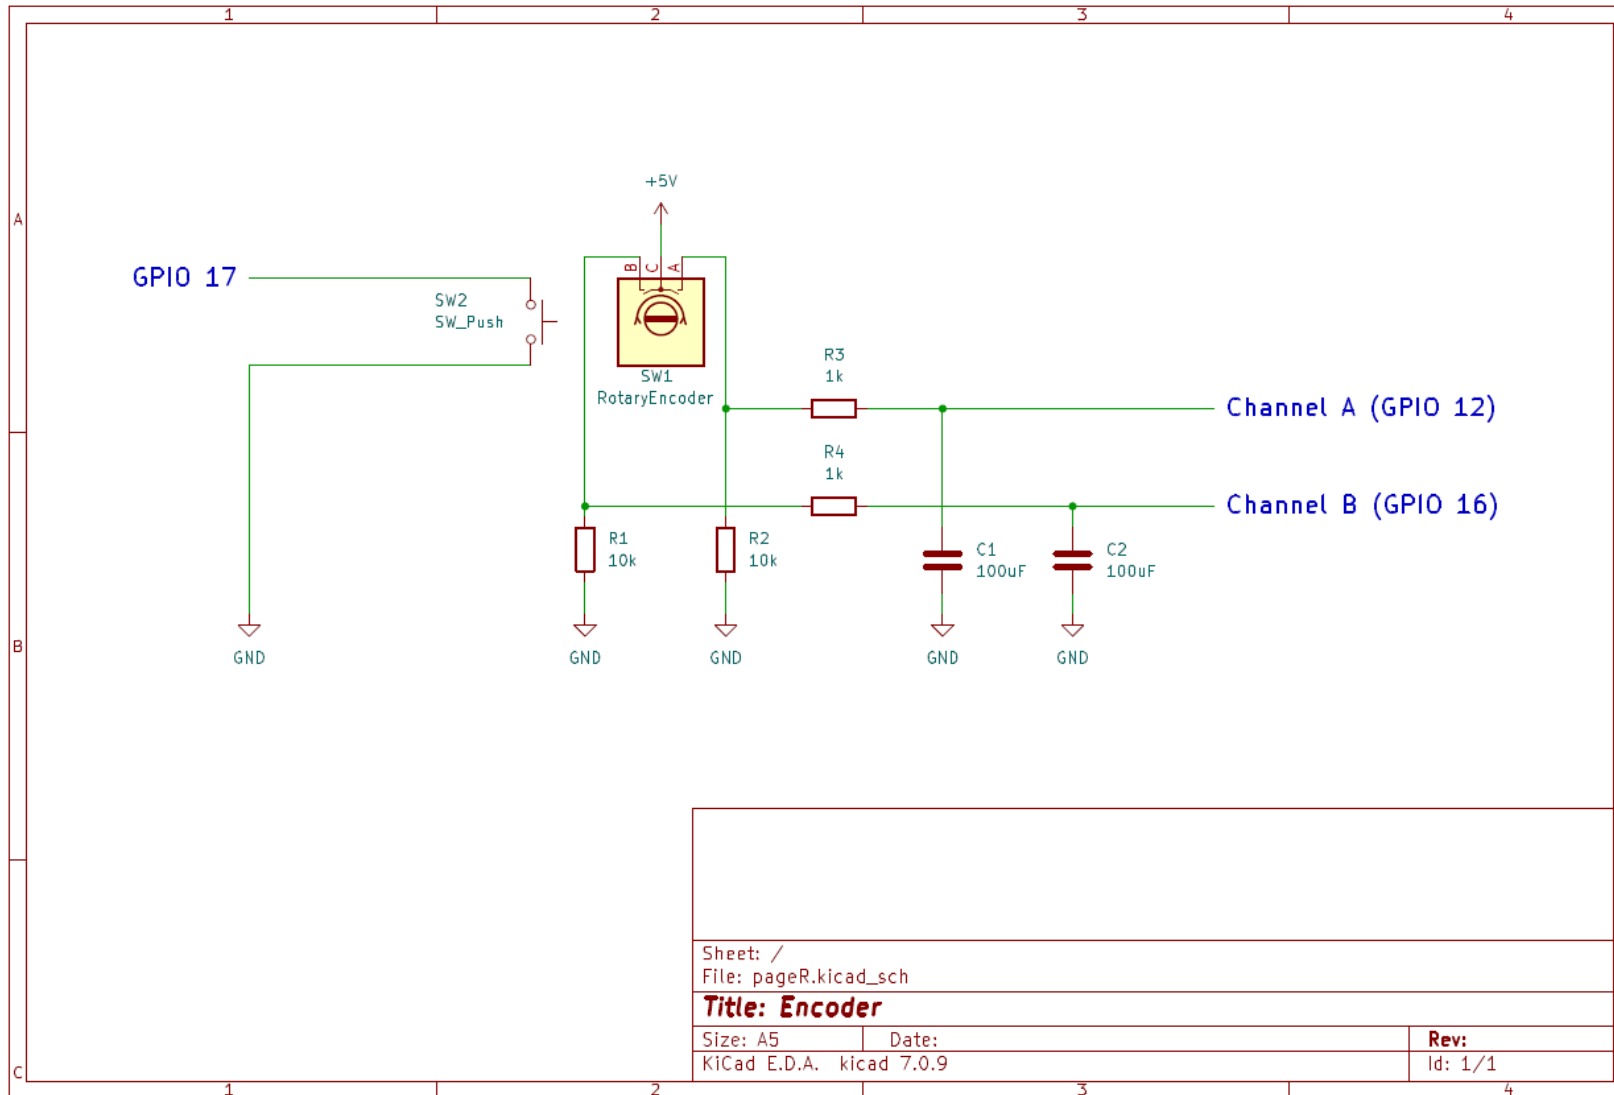 1
2
3
4
A
+5V
B
C
A
GPIO 17
SW2
SW_Push
SW1
RotaryEncoder
R3
1k
Channel A (GPIO 12)
R4
1k
Channel B (GPIO 16)
R1
10k
R2
10k
C1
100uF
C2
100uF
B
GND
GND
GND
GND
GND
Sheet: /
File: pageR.kicad_sch
Title: Encoder
Size: A5
Date:
Rev:
KiCad E.D.A. kicad 7.0.9
Id: 1/1
C
1
2
3
4